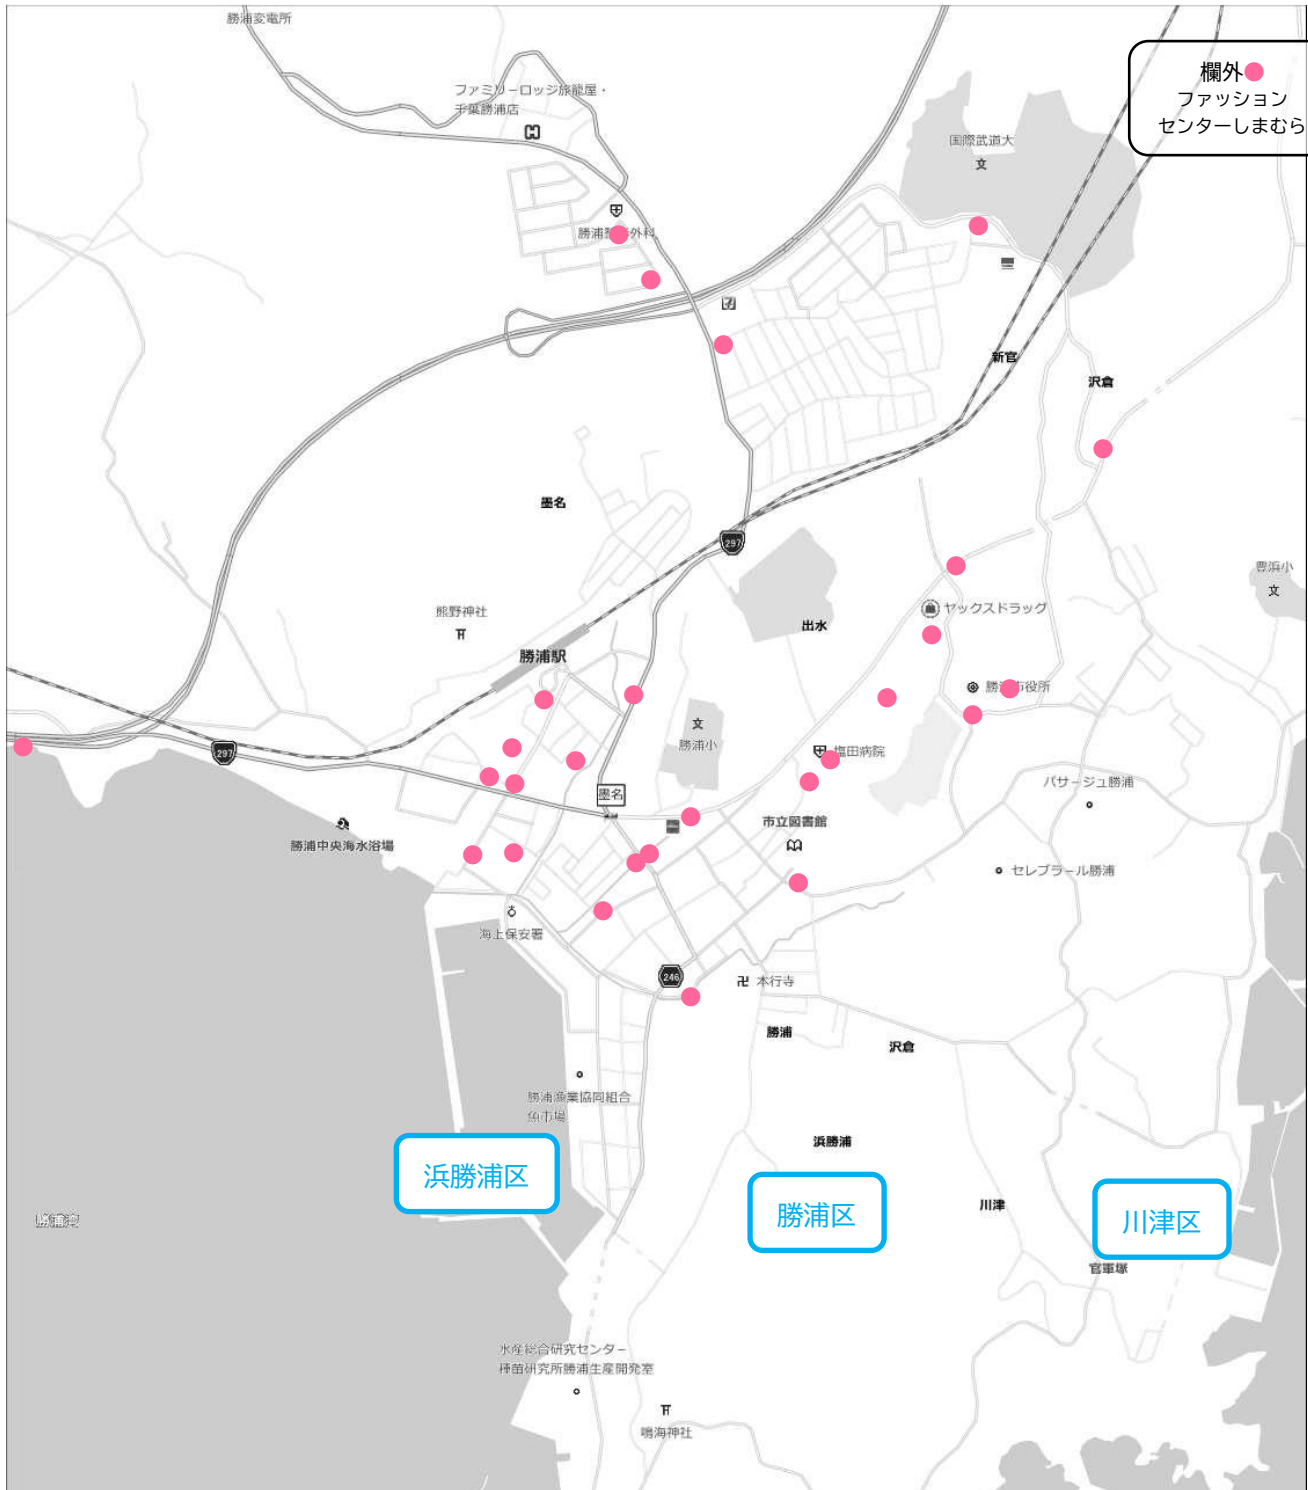 勝浦変電所
欄外
ファッション
センターしまむら
ファミリーロッジ旅籠屋・
千葉勝浦店
国際武道大
文
勝浦整形外科
新官
沢倉
墨名
297
豊浜小
文
熊野神社
ヤックスドラッグ
出水
勝浦駅
勝浦市役所
文
勝浦小
297
塩田病院
パサージュ勝浦
墨名
市立図書館
勝浦中央海水浴場
セレブラール勝浦
海上保安署
246
卍 本行寺
勝浦
沢倉
勝浦漁業協同組合
魚市場
浜勝浦
浜勝浦区
勝浦区
川津
川津区
勝浦湾
官軍塚
水産総合研究センター
種苗研究所勝浦生産開発室
鳴海神社